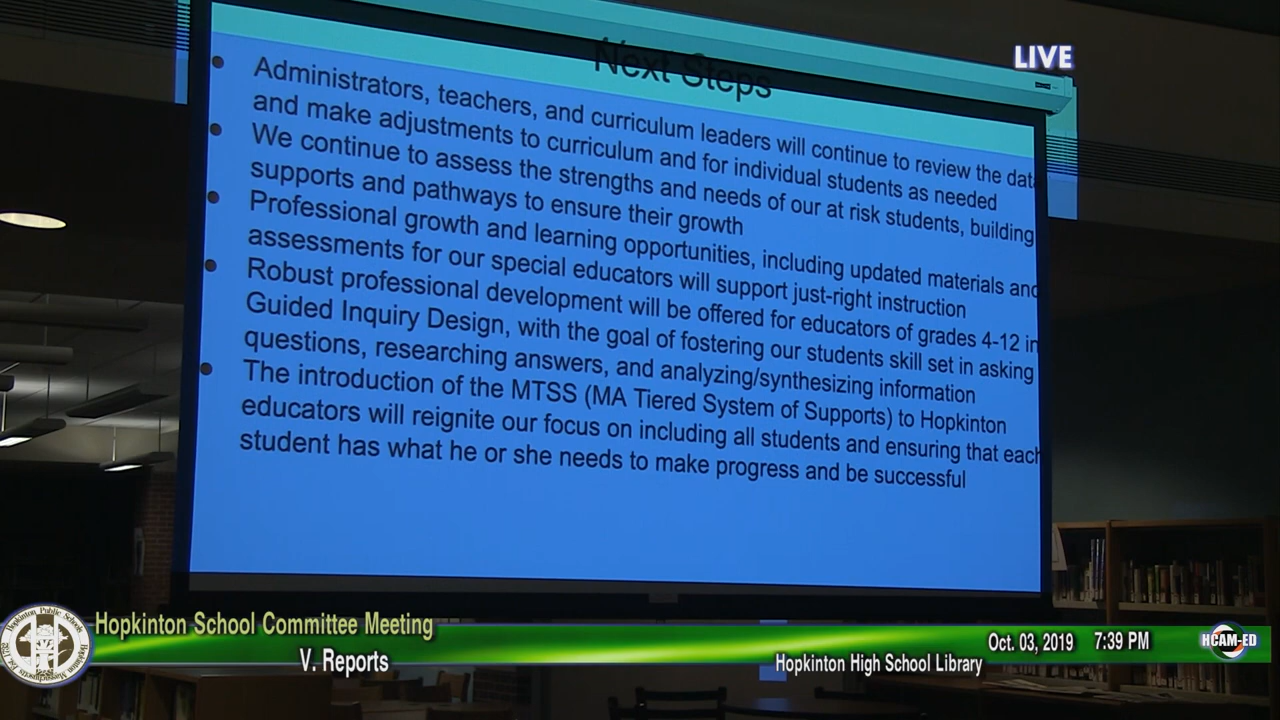 LIVE
Next Steps
Administrators, teachers, and curriculum leaders will continue to review the data
and make adjustments to curriculum and for individual students as needed
We continue to assess the strengths and needs of our at risk students, building
supports and pathways to ensure their growth
Professional growth and learning opportunities, including updated materials and
assessments for our special educators will support just-right instruction
Robust professional development will be offered for educators of grades 4-12 in
Guided Inquiry Design, with the goal of fostering our students skill set in asking
questions, researching answers, and analyzing/synthesizing information
The introduction of the MTSS (MA Tiered System of Supports) to Hopkinton
educators will reignite our focus on including all students and ensuring that each
student has what he or she needs to make progress and be successful
Hopkinton Public Schools
Hopkinton School Committee Meeting
V. Reports
Oct. 03, 2019 7:39 PM
Hopkinton High School Library
HCAM-ED